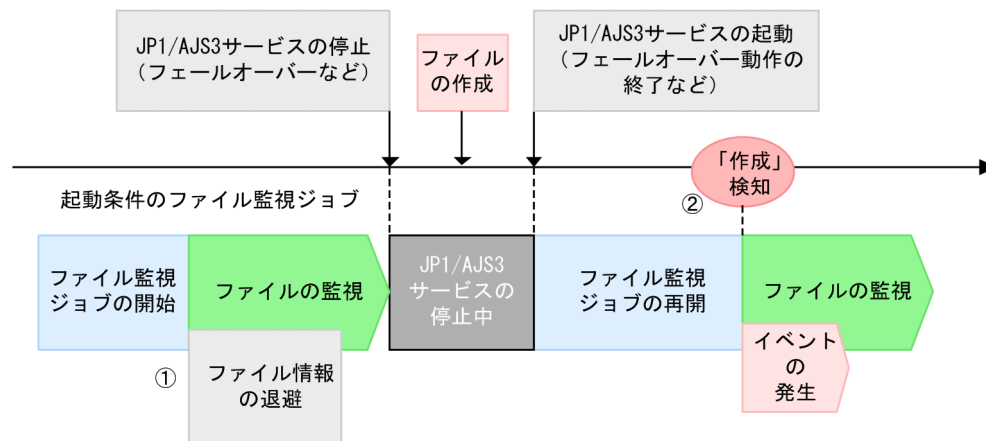 JP1/AJS3サービスの停止
(フェールオーバーなど)
ファイル
の作成
JP1/AJS3サービスの起動
(フェールオーバー動作の
終了など)
「作成」
検知
②
起動条件のファイル監視ジョブ
ファイル監視
ジョブの開始
ファイルの監視
JP1/AJS3
サービスの
停止中
ファイル監視
ジョブの再開
ファイルの監視
①
ファイル情報
の退避
イベント
の
発生